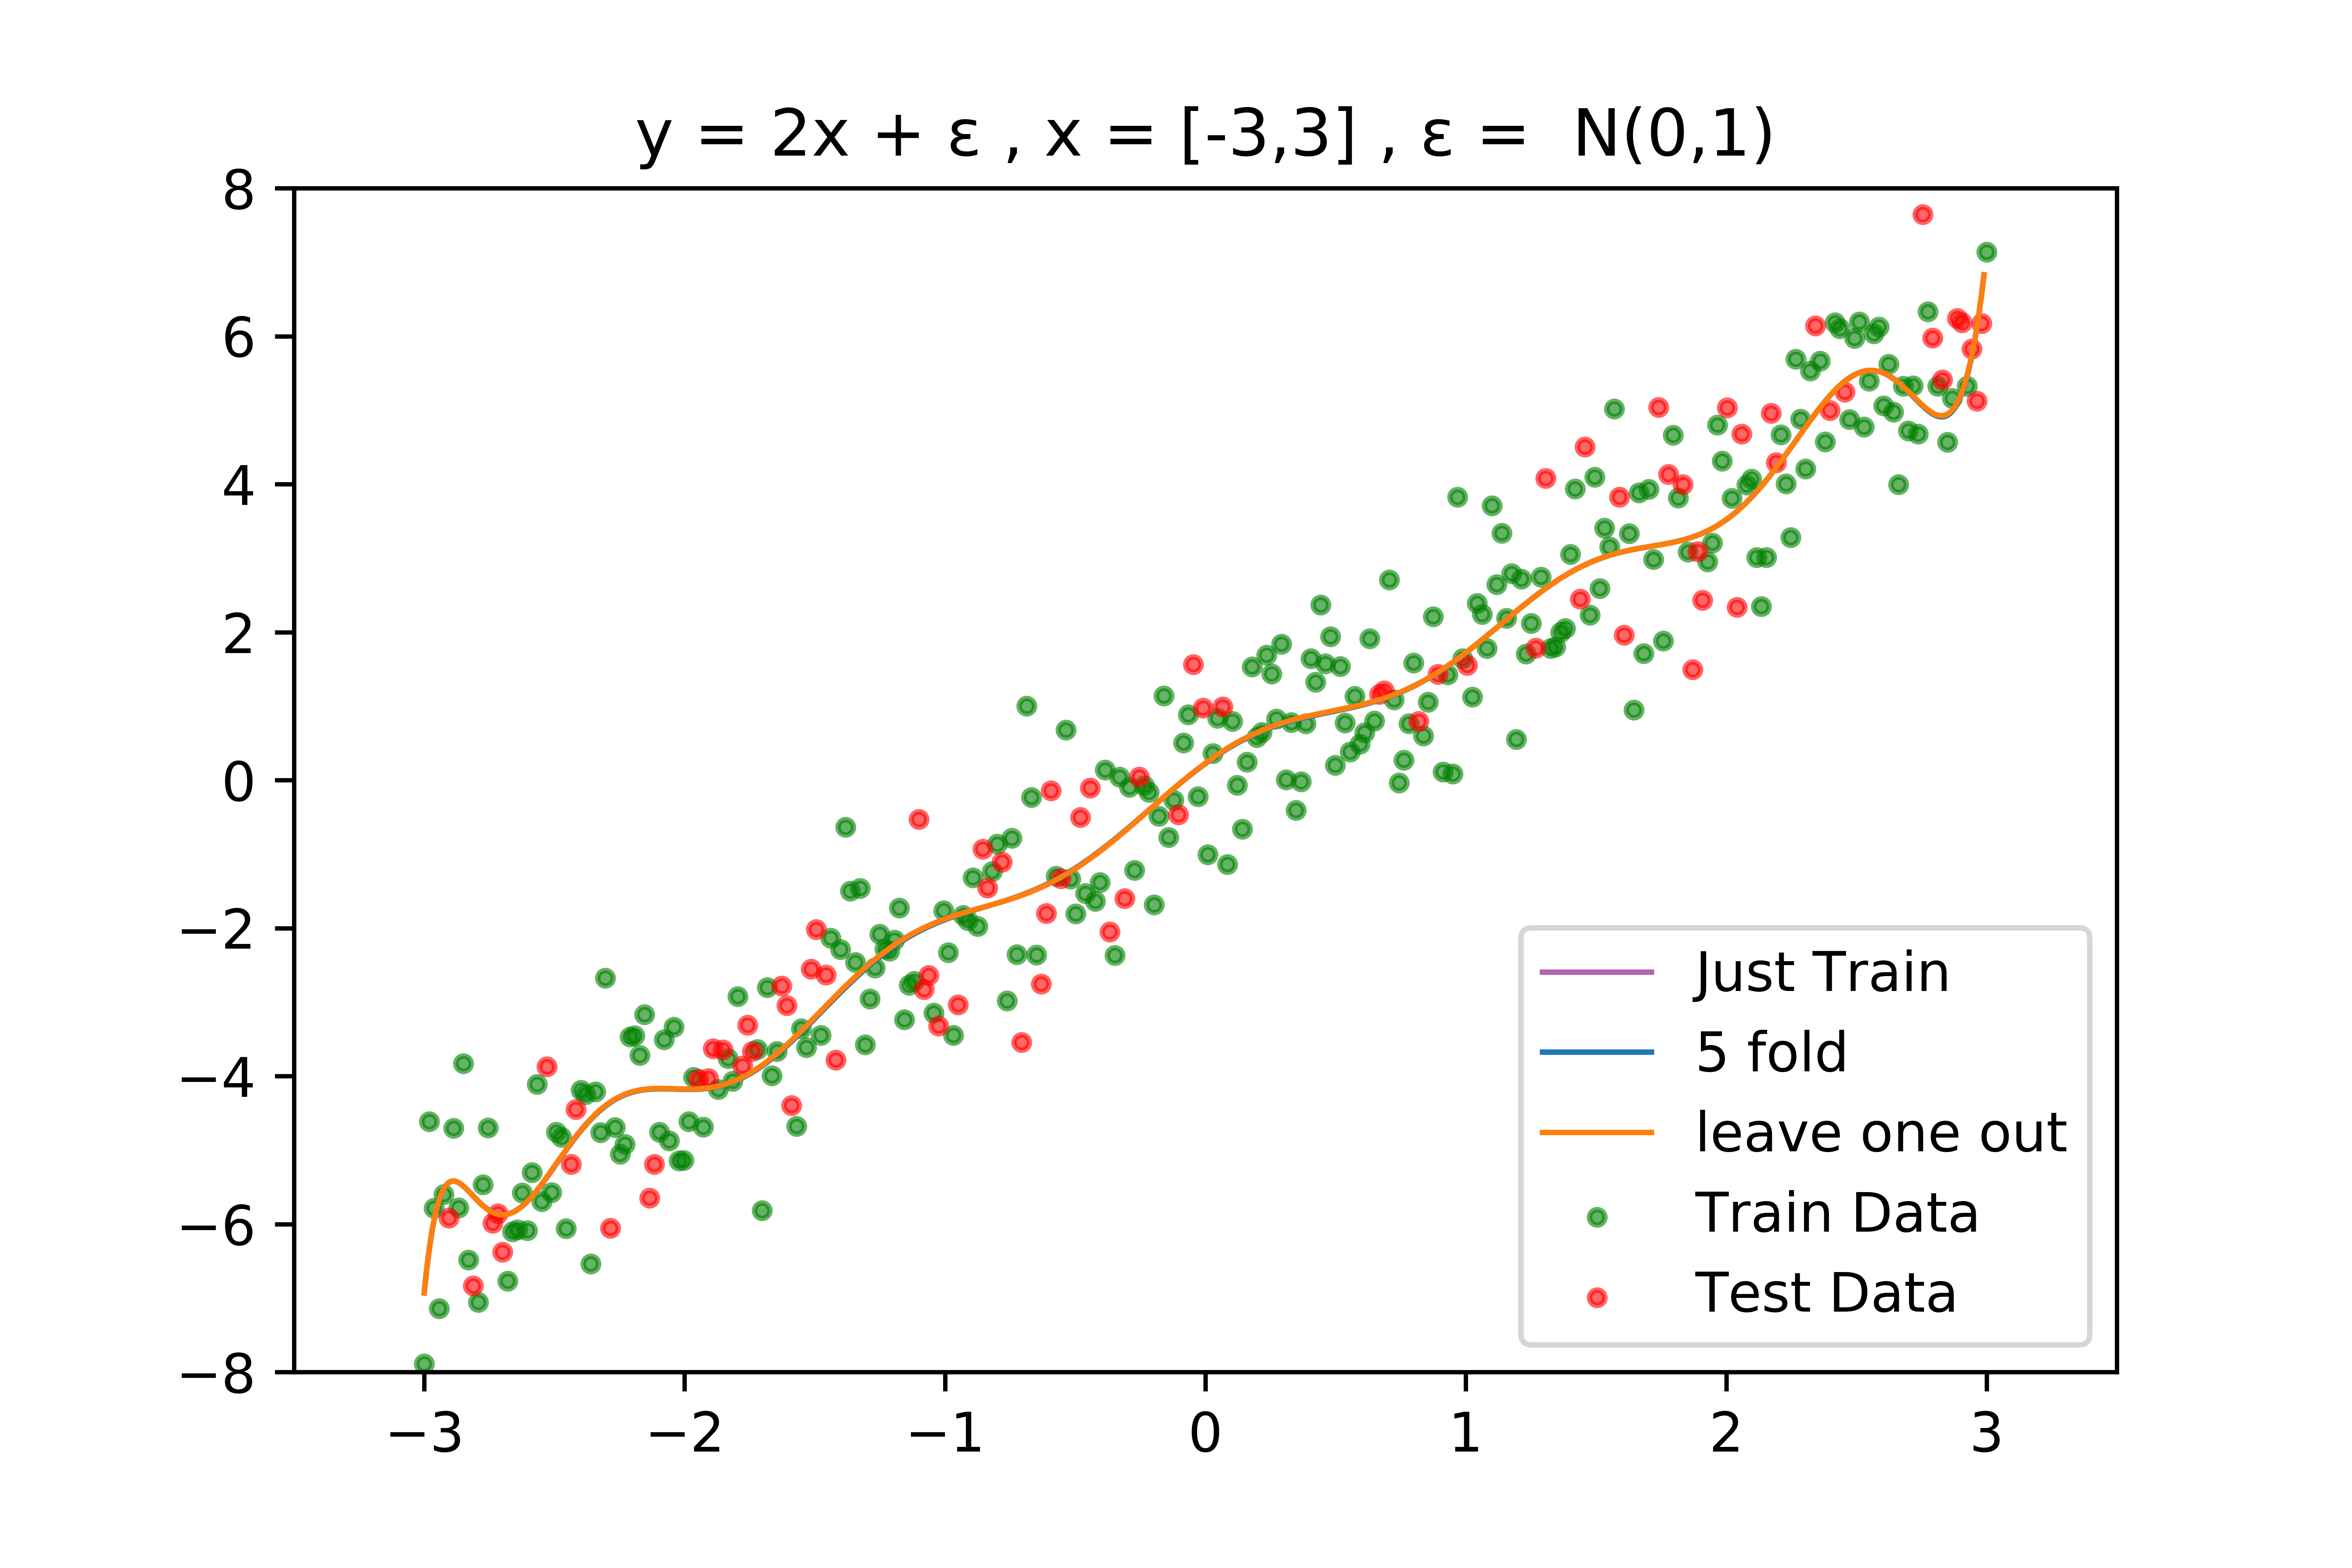 y = 2x + ε , x = [-3,3] , ε =  N(0,1)
8
6
4
2
0
−2
−4
−6
−8
−3 −2 −1 0 1 2 3
Just Train
5 fold
leave one out
Train Data
Test Data